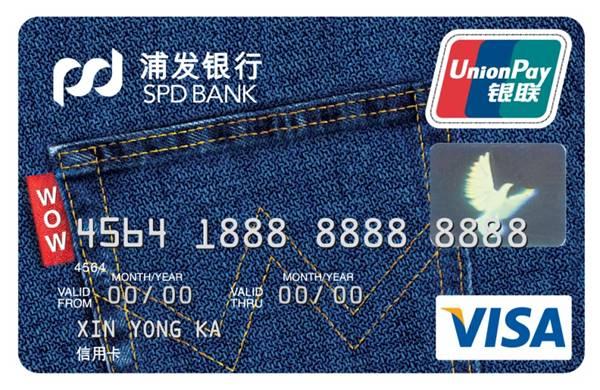 浦发银行
SPD BANK
UnionPay
银联
WOW
4564 1888 8888 8888
4564
MONTH/YEAR MONTH/YEAR
VALID FROM 00/00 VALID THRU 00/00
XIN YONG KA
信用卡
VISA